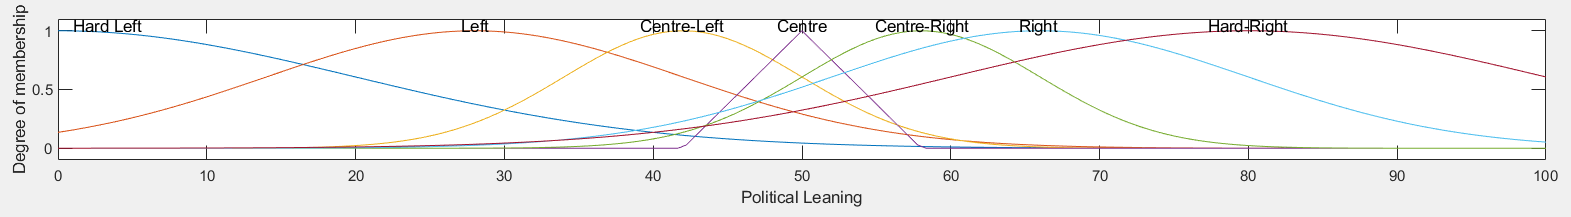 Hard Left Left Centre-Left Centre Centre-Right Right Hard-Right
Degree of membership
1
0.5
0
0 10 20 30 40 50 60 70 80 90 100
Political Leaning